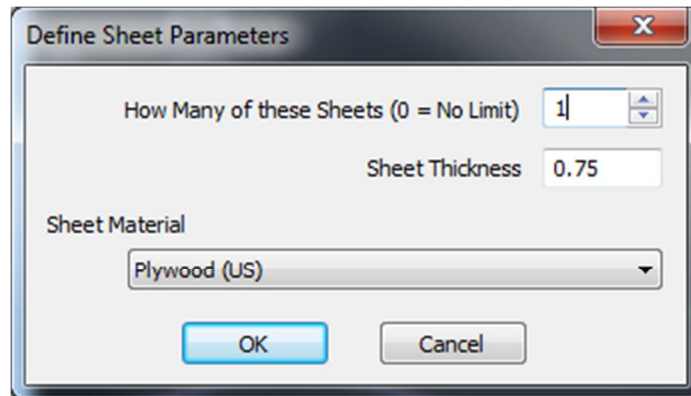 Define Sheet Parameters
How Many of these Sheets (0 = No Limit) 1
Sheet Thickness 0.75
Sheet Material
Plywood (US)
OK Cancel